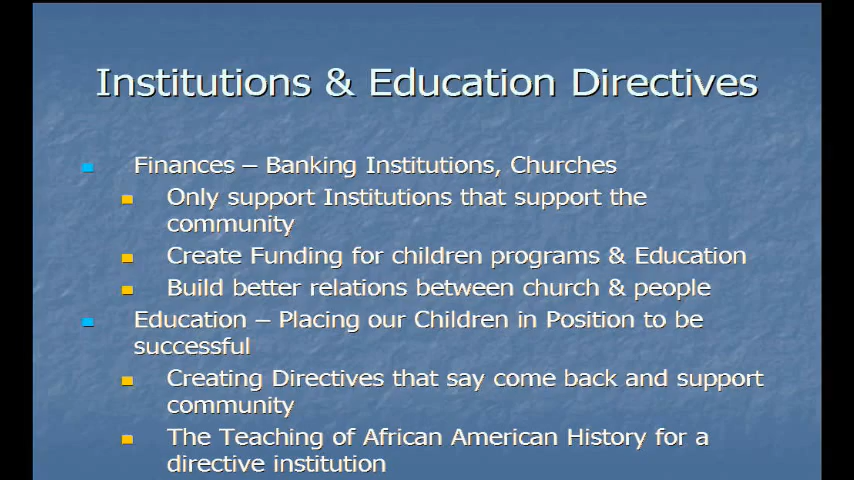 Institutions & Education Directives
Finances – Banking Institutions, Churches
Only support Institutions that support the
community
Create Funding for children programs & Education
Build better relations between church & people
Education – Placing our Children in Position to be
successful
Creating Directives that say come back and support
community
The Teaching of African American History for a
directive institution